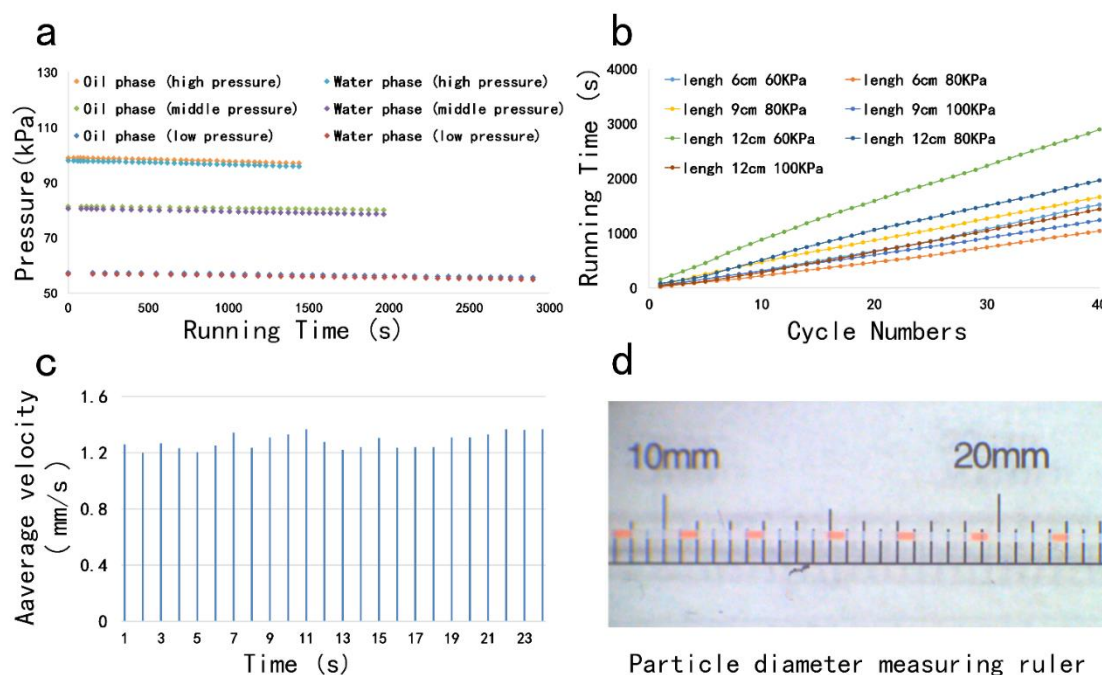 a
130
110
90
70
50
Pressure(kPa)
Oil phase (high pressure)
Water phase (high pressure)
Oil phase (middle pressure)
Water phase (middle pressure)
Oil phase (low pressure)
Water phase (low pressure)
0 500 1000 1500 2000 2500 3000
Running Time (s)
b
4000
3000
2000
1000
0
Running Time (s)
lengh 6cm 60KPa
lengh 6cm 80KPa
lengh 9cm 80KPa
lengh 9cm 100KPa
lengh 12cm 60KPa
lengh 12cm 80KPa
lengh 12cm 100KPa
0 10 20 30 40
Cycle Numbers
c
1.6
1.2
0.8
0.4
0
Aaverage velocity
(mm/s)
1 3 5 7 9 11 13 15 17 19 21 23
Time (s)
d
10mm
20mm
Particle diameter measuring ruler